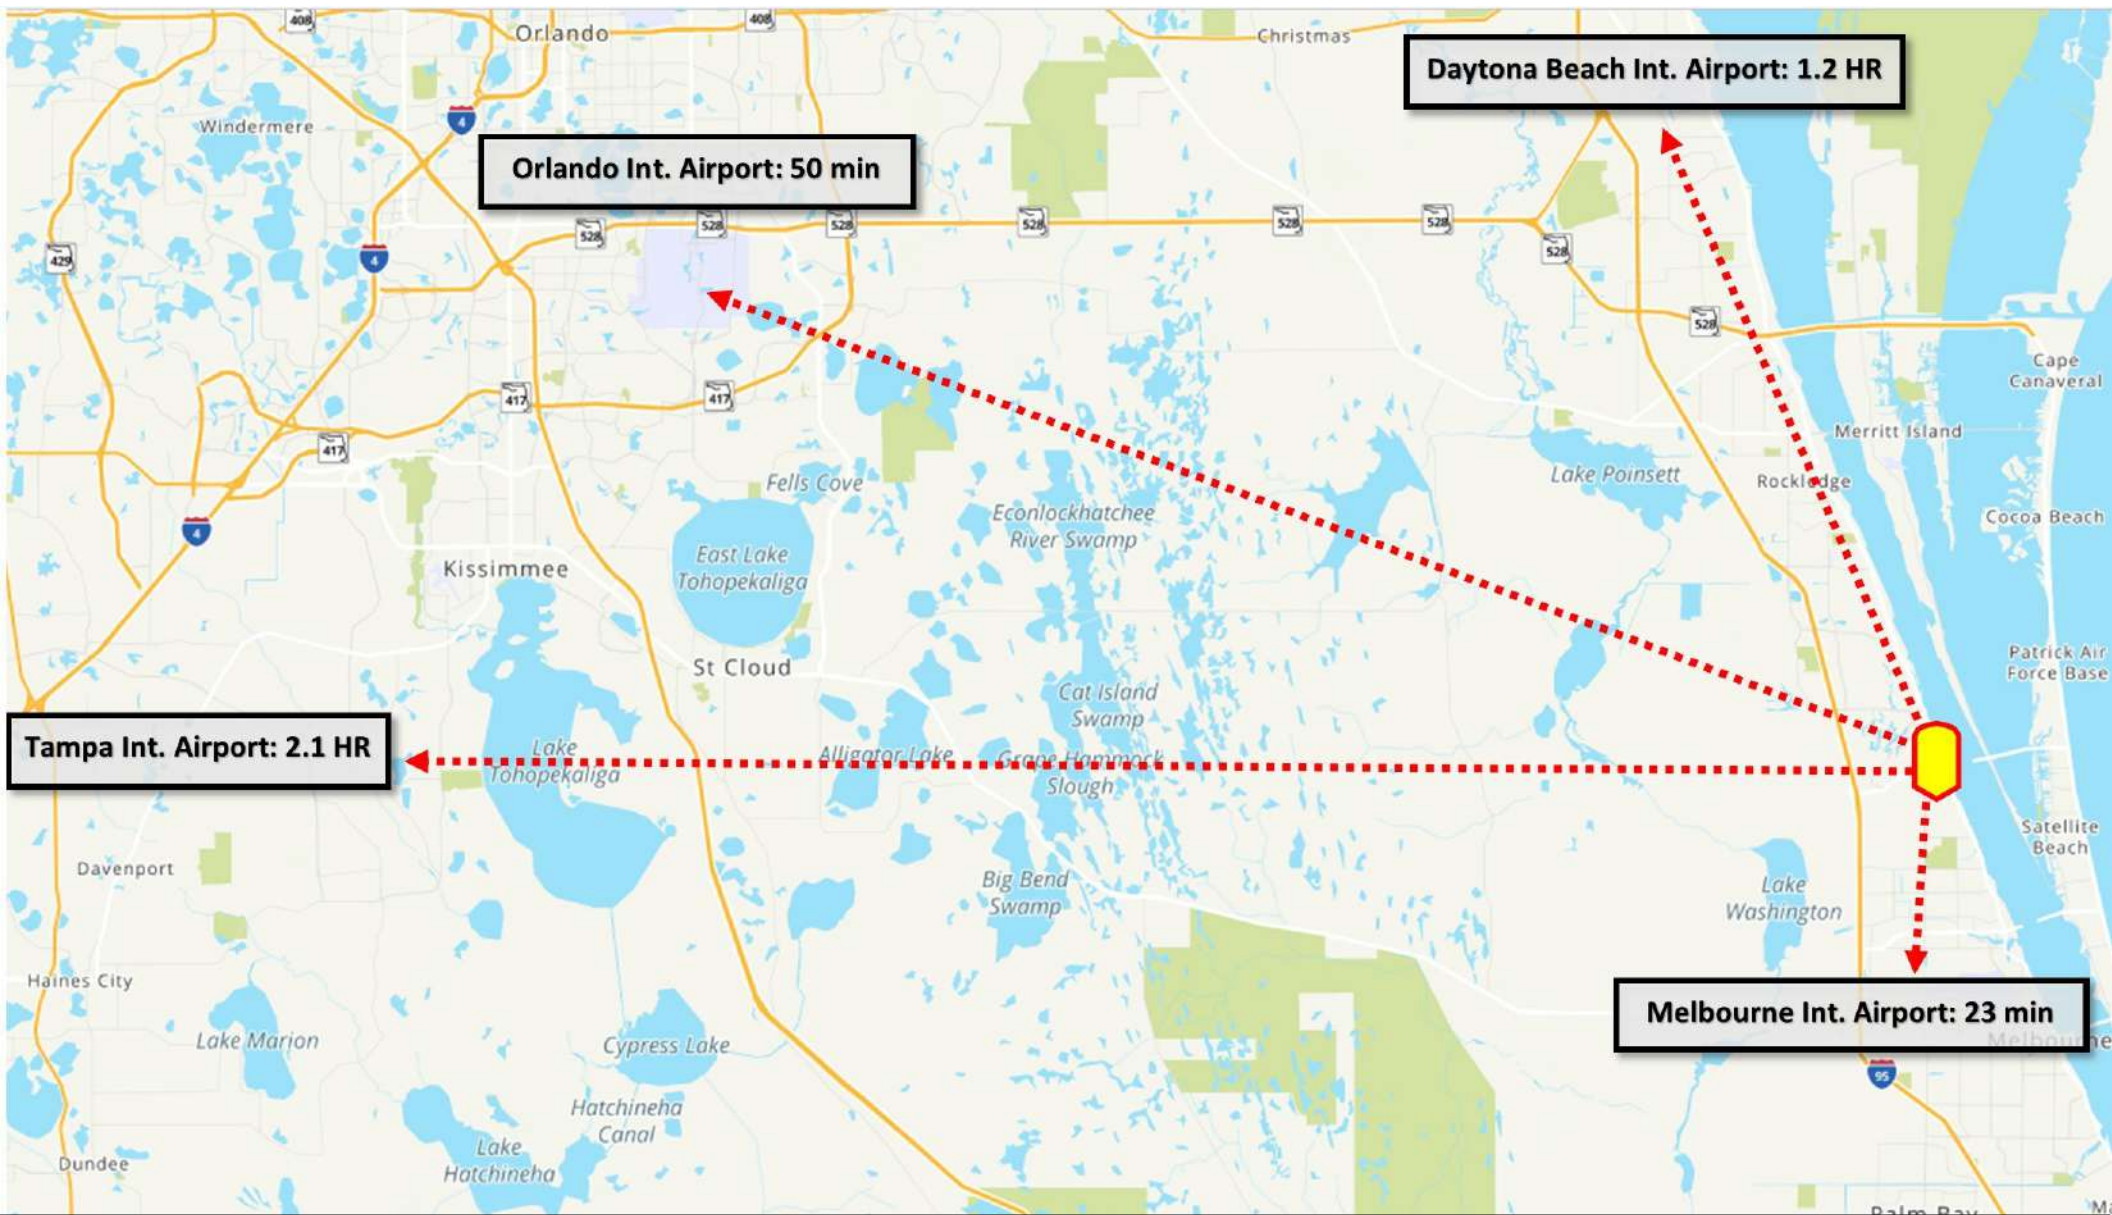 408
408
Orlando
Christmas
Daytona Beach Int. Airport: 1.2 HR
4
Windermere
Orlando Int. Airport: 50 min
528
528
528
528
528
528
528
429
4
528
Cape
Canaveral
417
417
417
Merritt Island
Fells Cove
Lake Poinsett
Rockledge
Econlockhatchee
River Swamp
Cocoa Beach
4
East Lake
Tohopekaliga
Kissimmee
St Cloud
Patrick Air
Force Base
Cat Island
Swamp
Tampa Int. Airport: 2.1 HR
Lake
Tohopekaliga
Alligator Lake
Grape Hammock
Slough
Satellite
Beach
Davenport
Big Bend
Swamp
Lake
Washington
Haines City
Melbourne Int. Airport: 23 min
Melbourne
Lake Marion
Cypress Lake
95
Hatchineha
Canal
Lake
Hatchineha
Dundee
Palm Bay